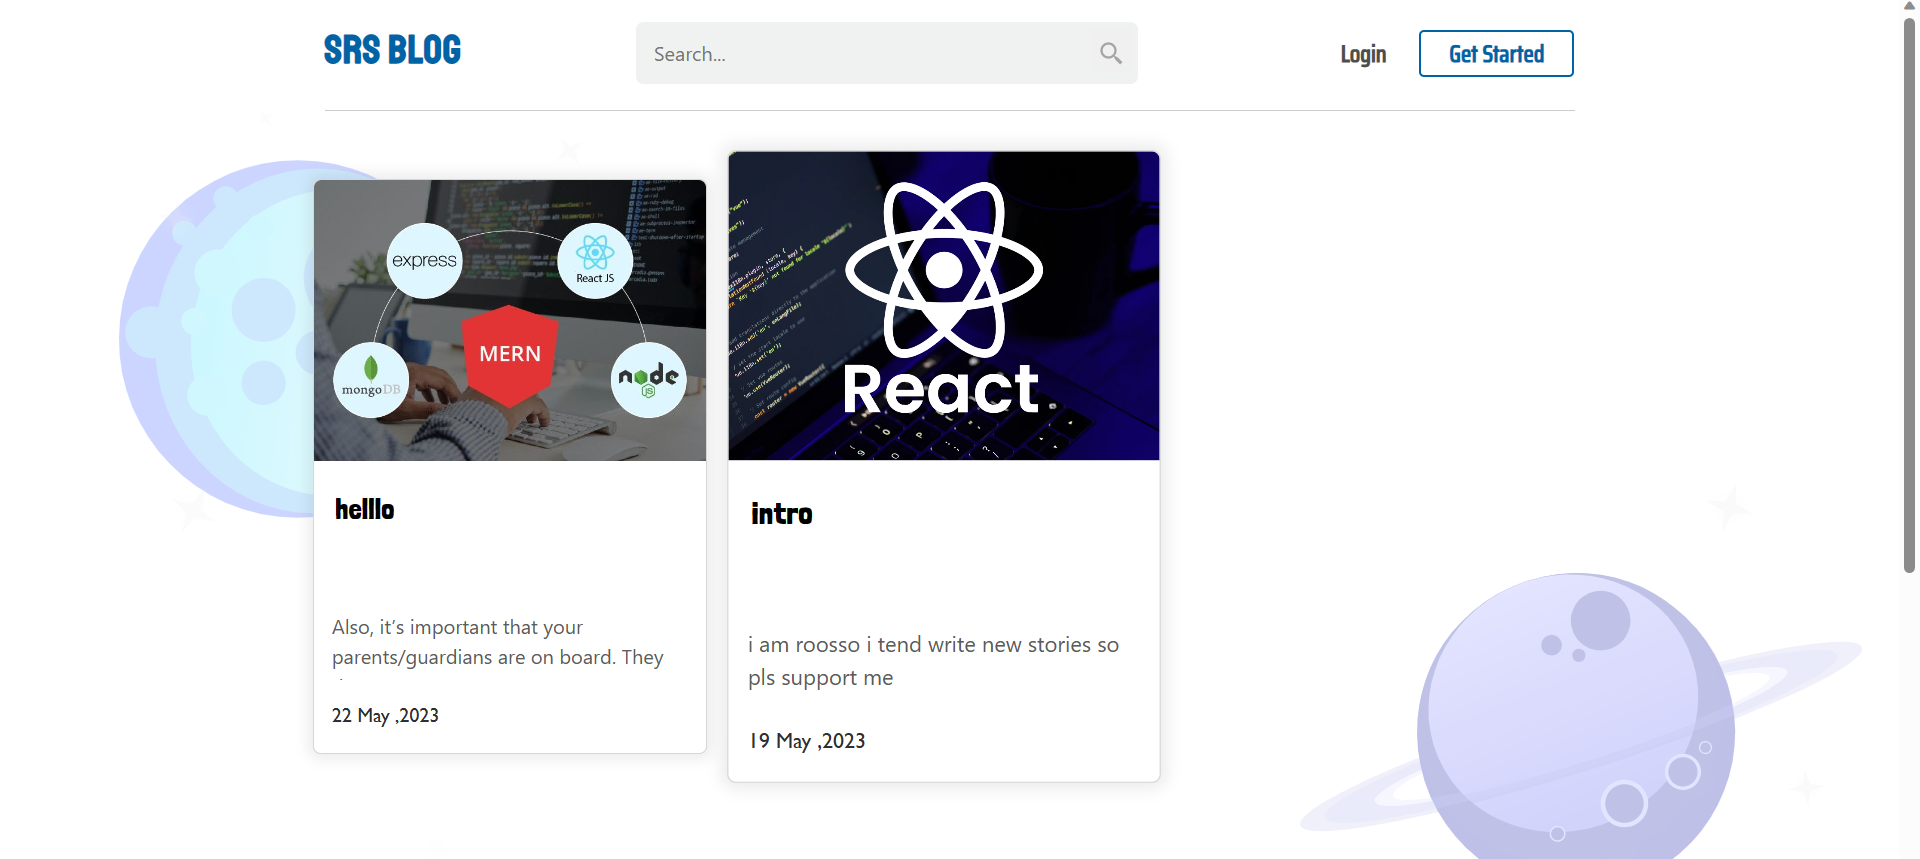 SRS BLOG
Search...
Login
Get Started
express
React JS
MERN
mongoDB
node
JS
helllo
Also, it's important that your
parents/guardians are on board. They
22 May ,2023
React
intro
i am roosso i tend write new stories so
pls support me
19 May ,2023